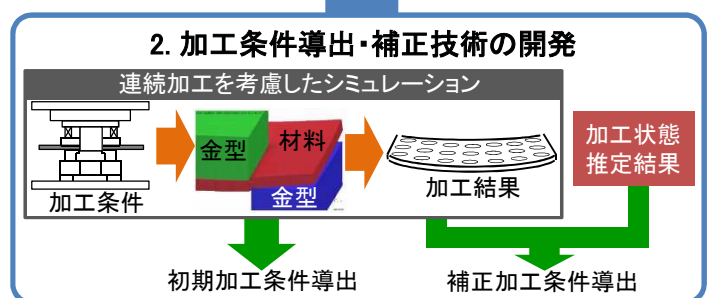 2. 加工条件導出・補正技術の開発
連続加工を考慮したシミュレーション
金型
材料
金型
加工条件
加工結果
加工状態
推定結果
初期加工条件導出
補正加工条件導出